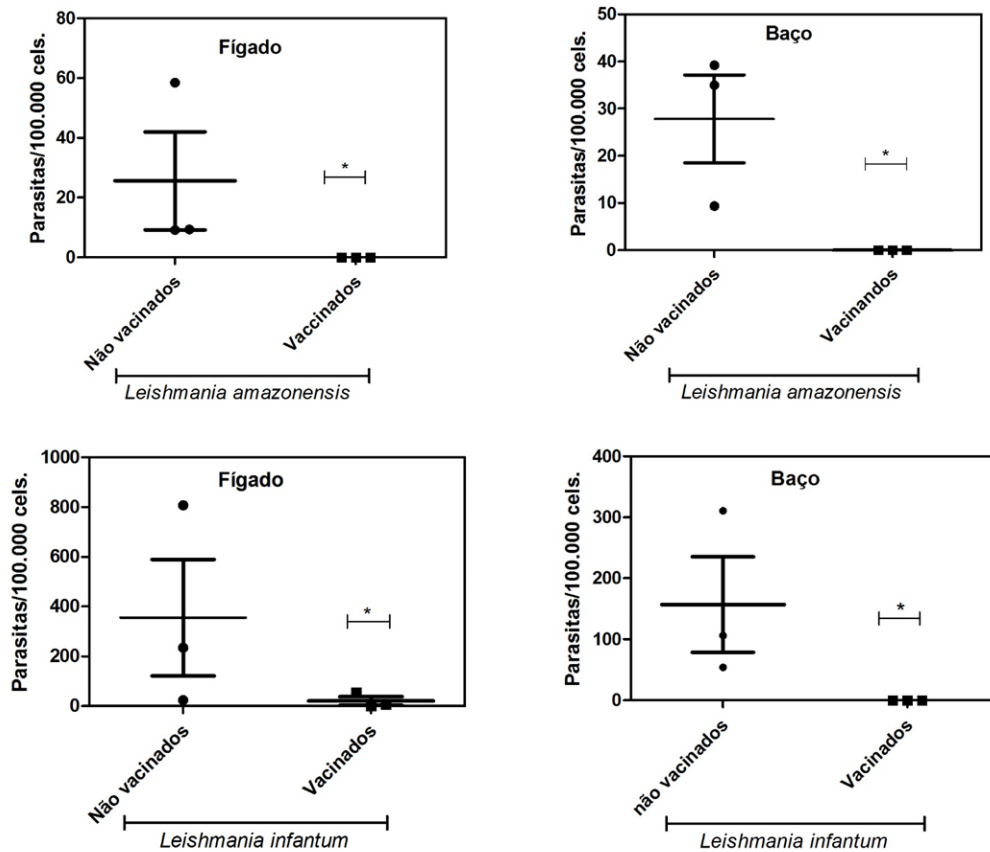 Fígado
Parasitas/100.000 cels.
80
60
40
20
0
*
Não vacinados
Vaccinados
Leishmania amazonensis
Baço
Parasitas/100.000 cels.
50
40
30
20
10
0
*
Não vacinados
Vacinandos
Leishmania amazonensis
Fígado
Parasitas/100.000 cels.
1000
800
600
400
200
0
*
Não vacinados
Vacinados
Leishmania infantum
Baço
Parasitas/100.000 cels.
400
300
200
100
0
*
não vacinados
Vacinados
Leishmania infantum